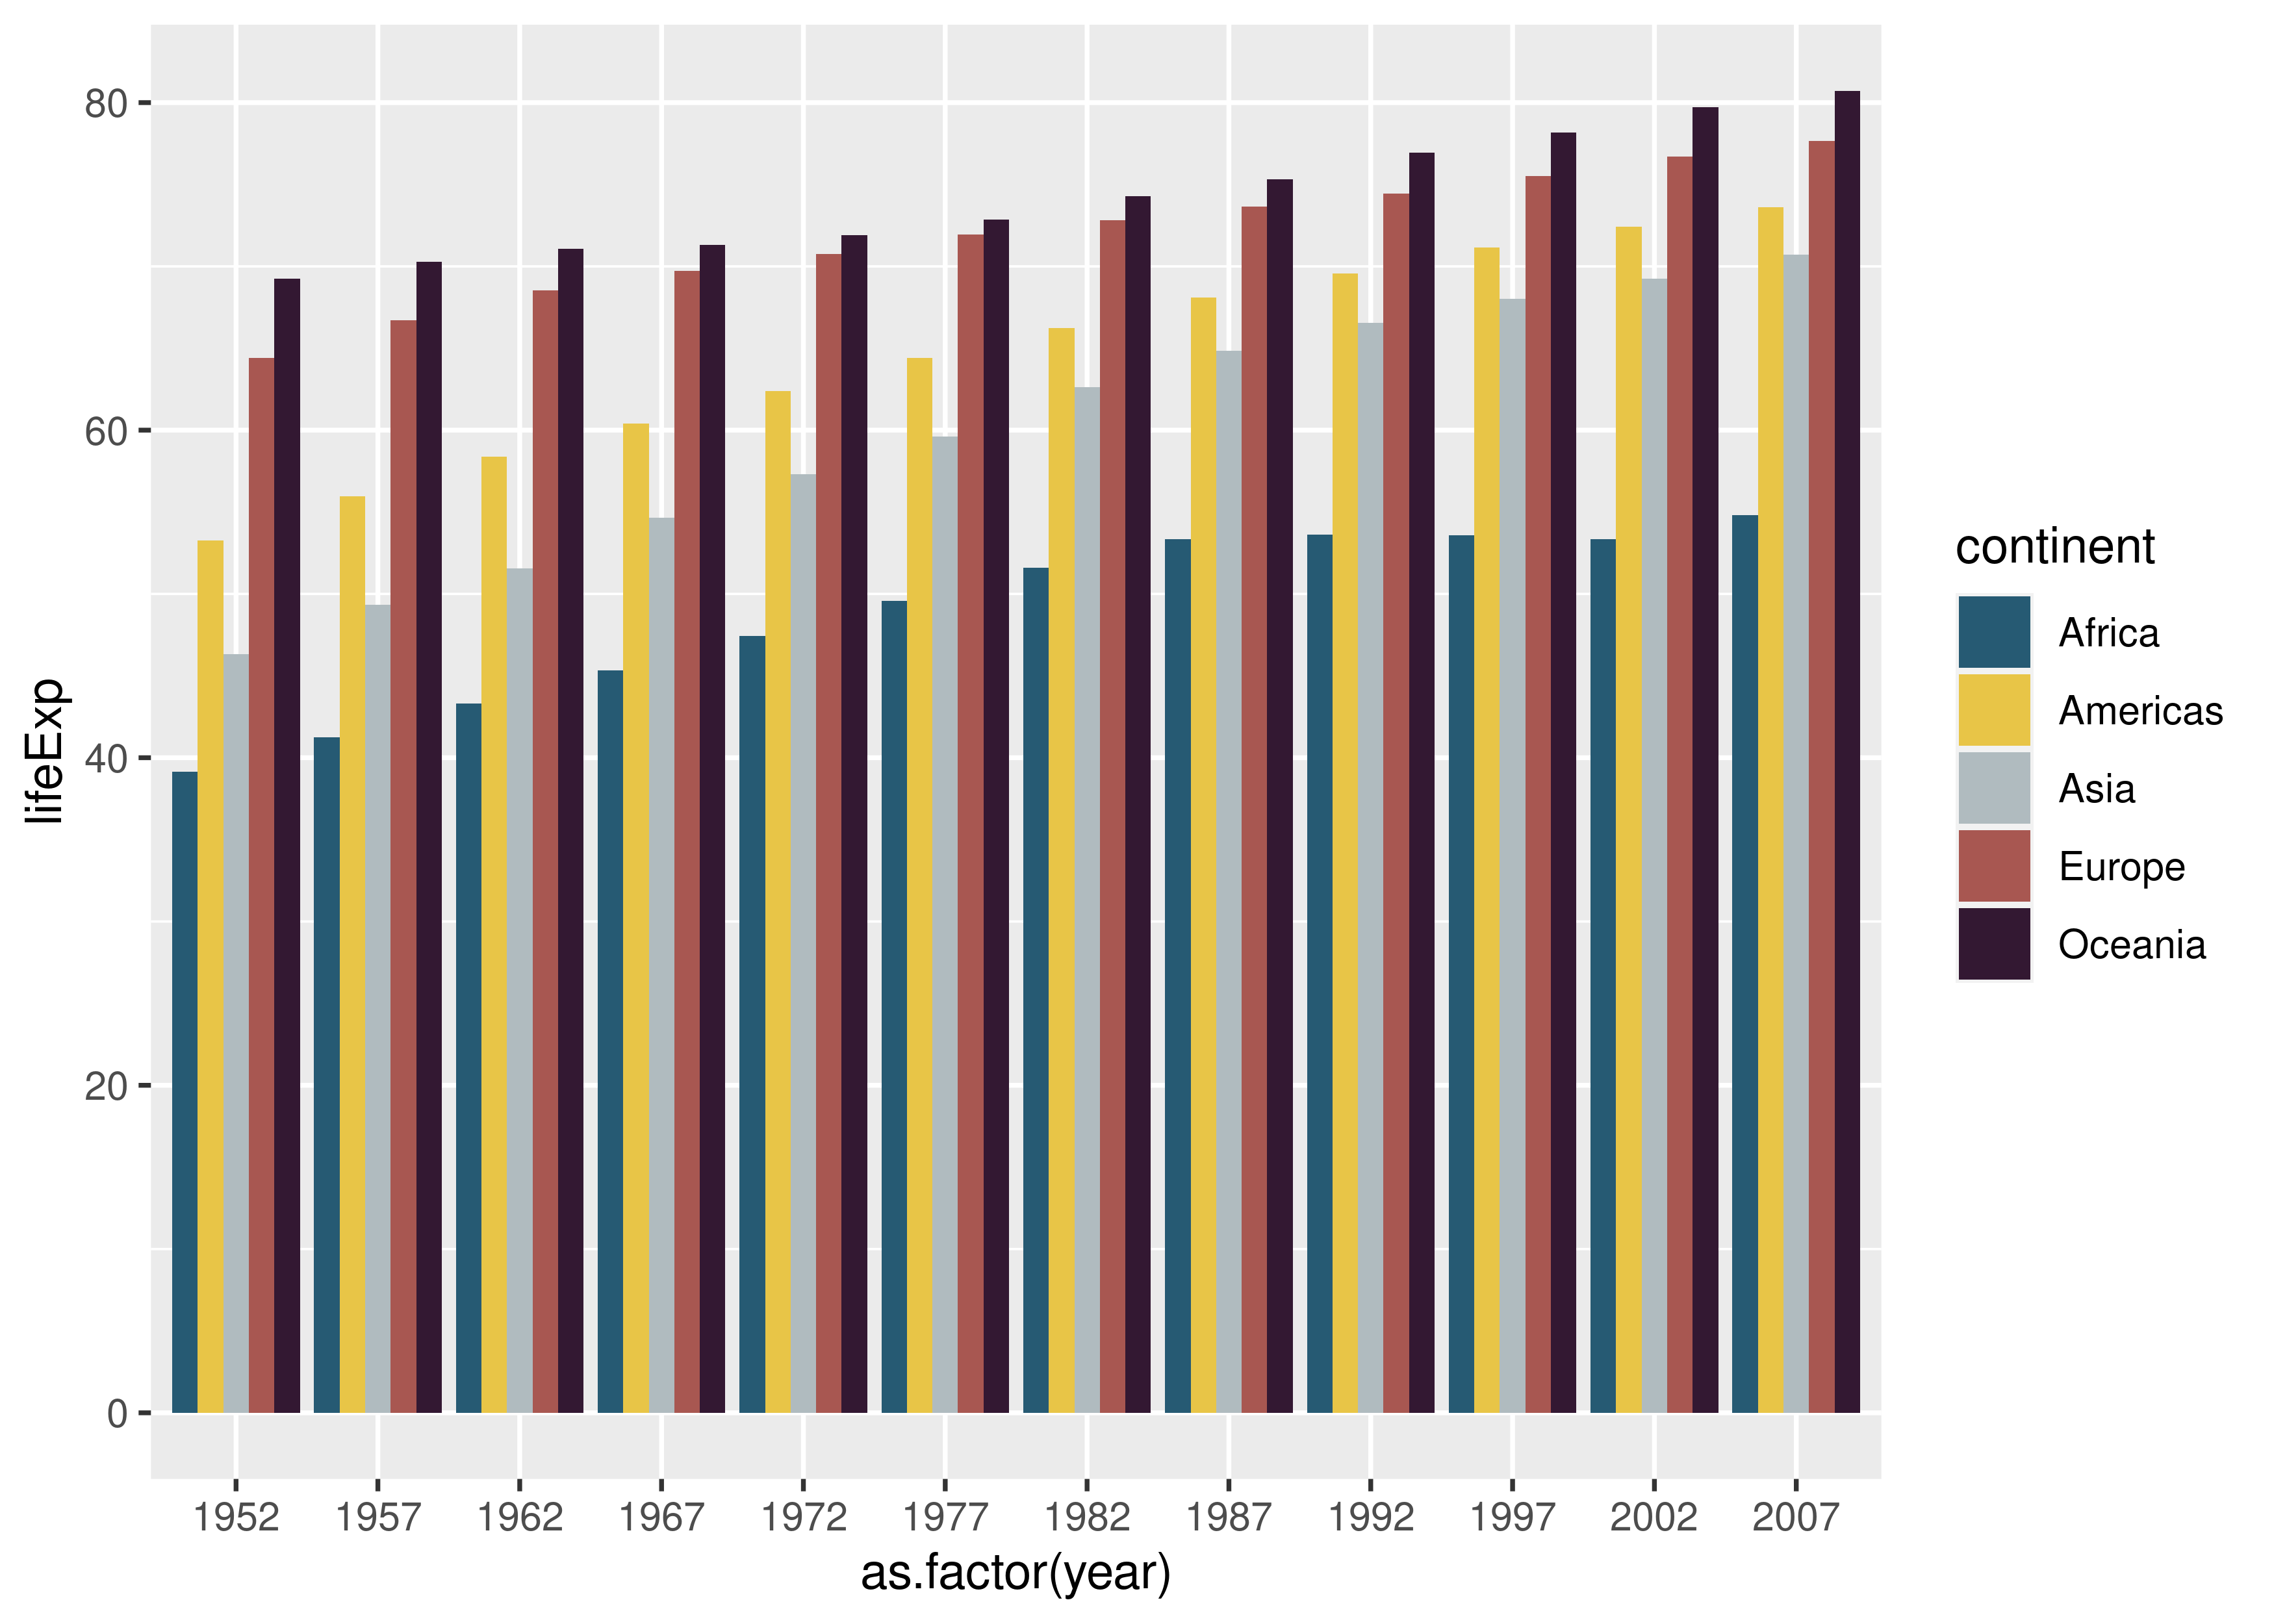 lifeExp
80
60
40
20
0
1952 1957 1962 1967 1972 1977 1982 1987 1992 1997 2002 2007
as.factor(year)
continent
Africa
Americas
Asia
Europe
Oceania